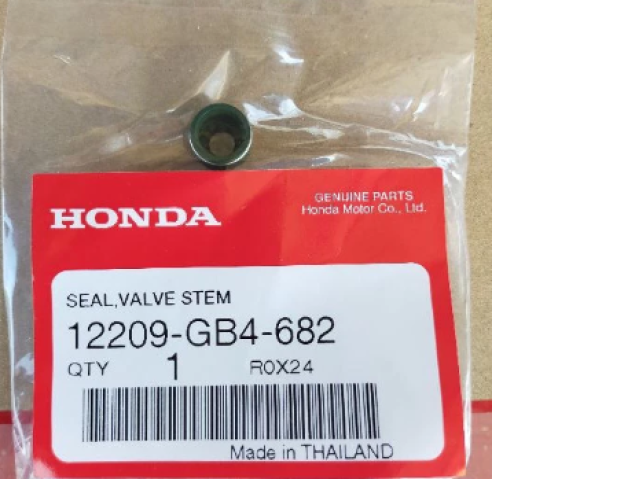 GENUINE PARTS
HONDA
Honda Motor Co., Ltd.
SEAL,VALVE STEM
12209-GB4-682
QTY 1 R0X24
Made in THAILAND